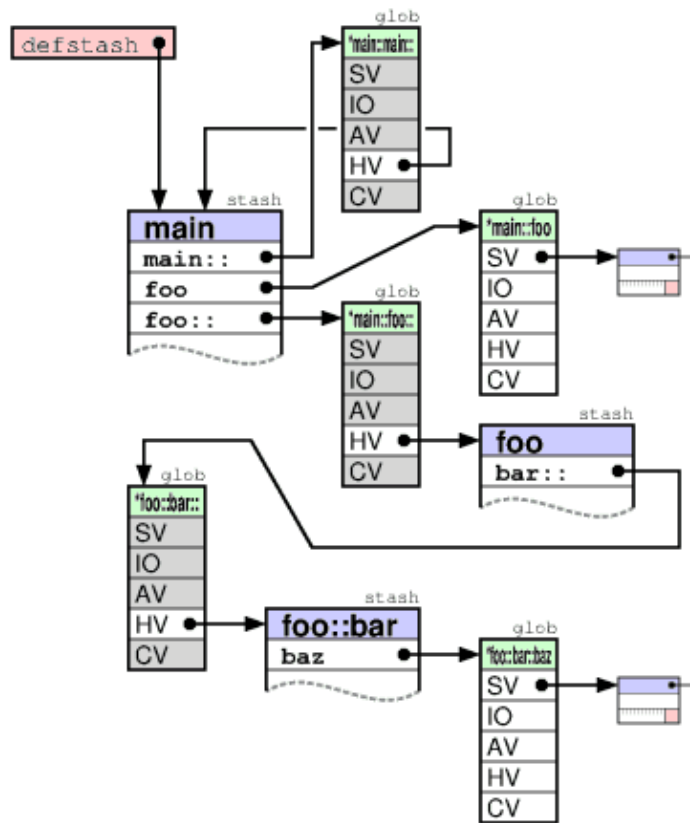 glob
defstash
*main::main::
SV
IO
AV
HV
CV
stash
main
main::
foo
foo::
glob
*main::foo
SV
IO
AV
HV
CV
glob
*main::foo::
SV
IO
AV
HV
CV
stash
foo
bar::
glob
*foo::bar::
SV
IO
AV
HV
CV
stash
foo::bar
baz
glob
*foo::bar::baz
SV
IO
AV
HV
CV